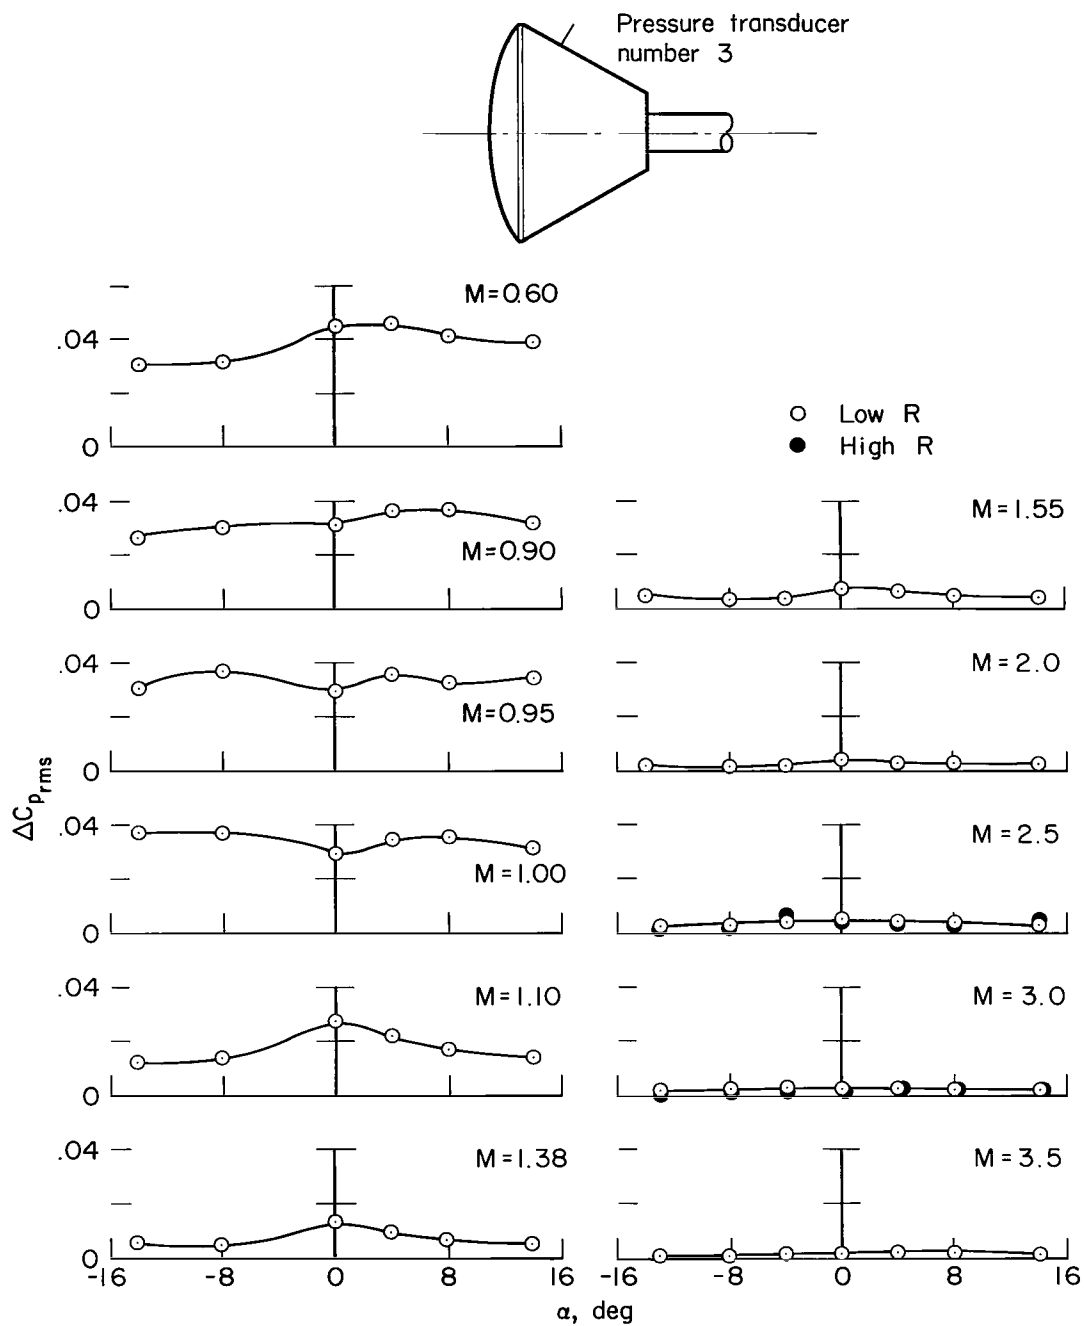 Pressure transducer
number 3
M=0.60
.04
0
Low R
High R
.04
M=0.90
0
M=1.55
.04
M=0.95
0
M=2.0
ΔCprms
.04
M=1.00
0
M=2.5
.04
M=1.10
0
M=3.0
.04
M=1.38
0
M=3.5
-16 -8 0 8 16
-16 -8 0 8 16
α, deg